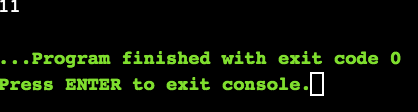 11
...Program finished with exit code 0
Press ENTER to exit console.